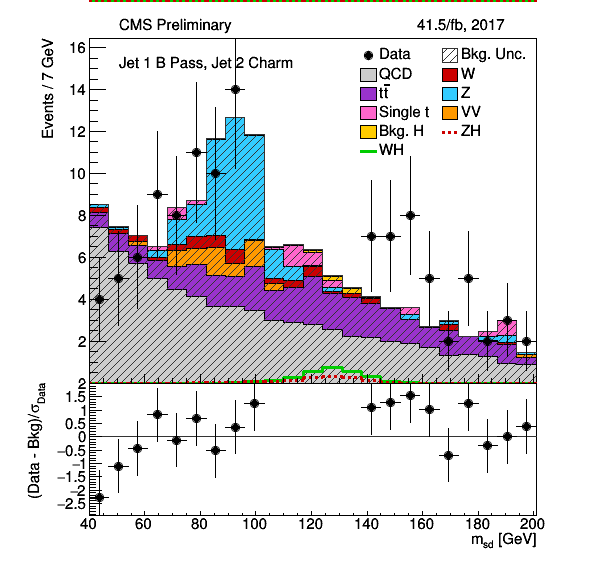 CMS Preliminary 41.5/fb, 2017
Events / 7 GeV
Jet 1 B Pass, Jet 2 Charm
Data Bkg. Unc.
QCD W
tt̄ Z
Single t VV
Bkg. H ZH
WH
16
14
12
10
8
6
4
2
2
1.5
1
0.5
0
−0.5
−1
−1.5
−2
−2.5
(Data - Bkg)/σData
40 60 80 100 120 140 160 180 200
msd [GeV]